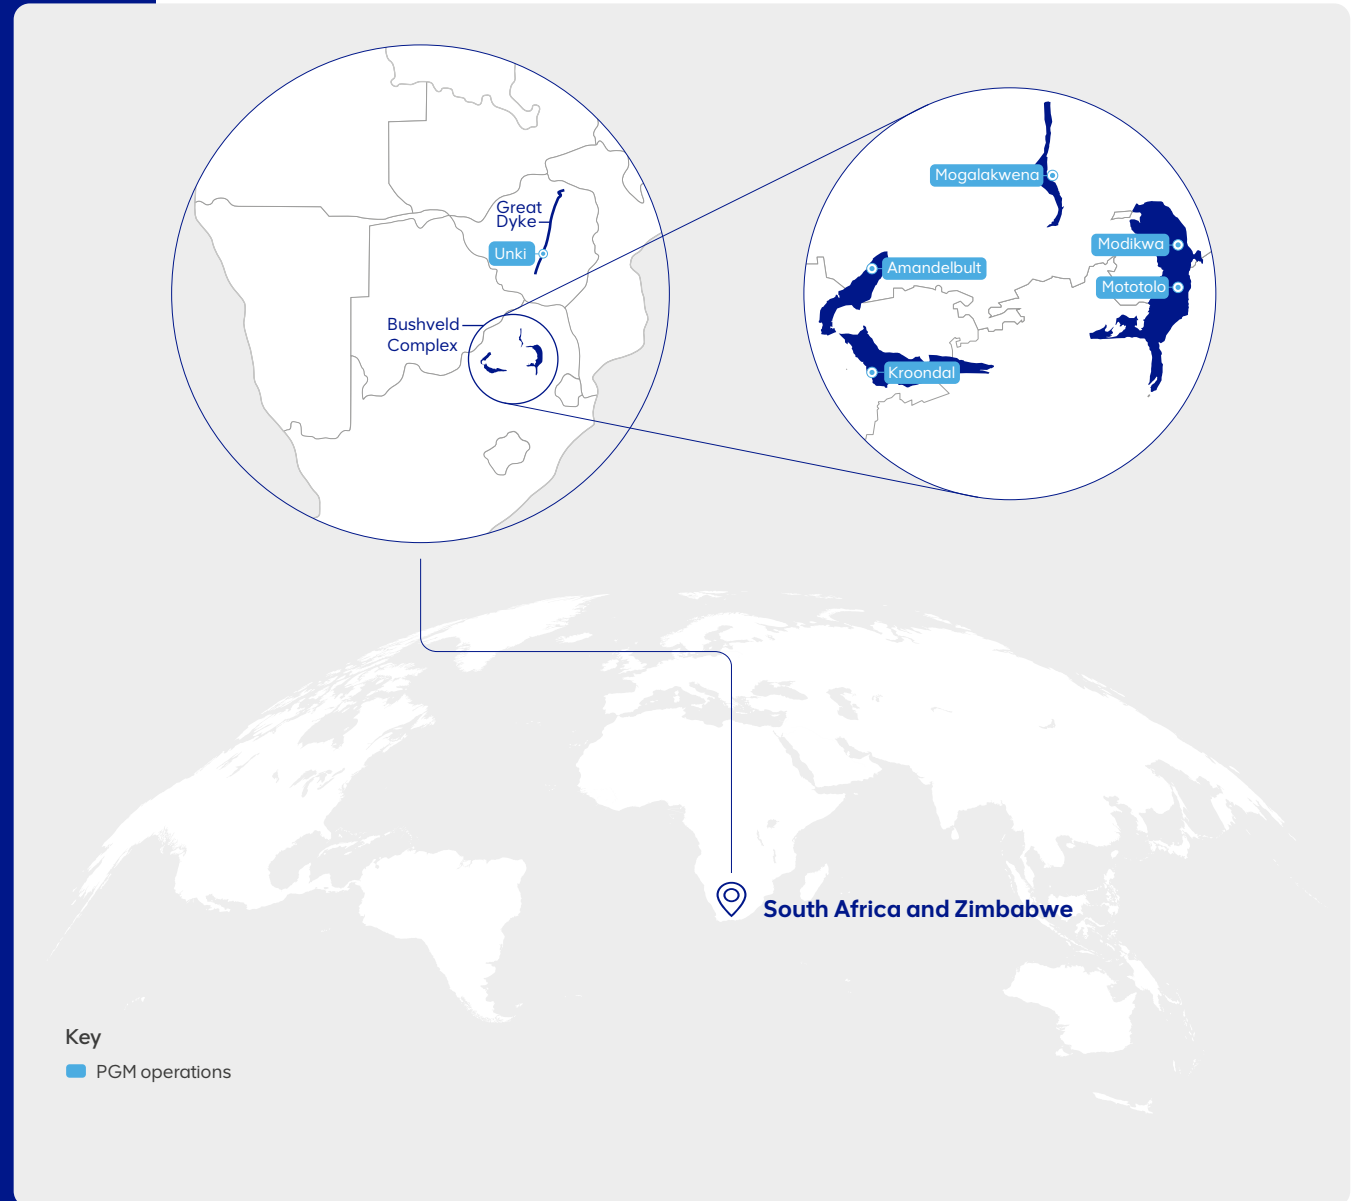 Great
Dyke
Unki
Bushveld
Complex
Mogalakwena
Modikwa
Amandelbult
Mototolo
Kroondal
South Africa and Zimbabwe
Key
PGM operations